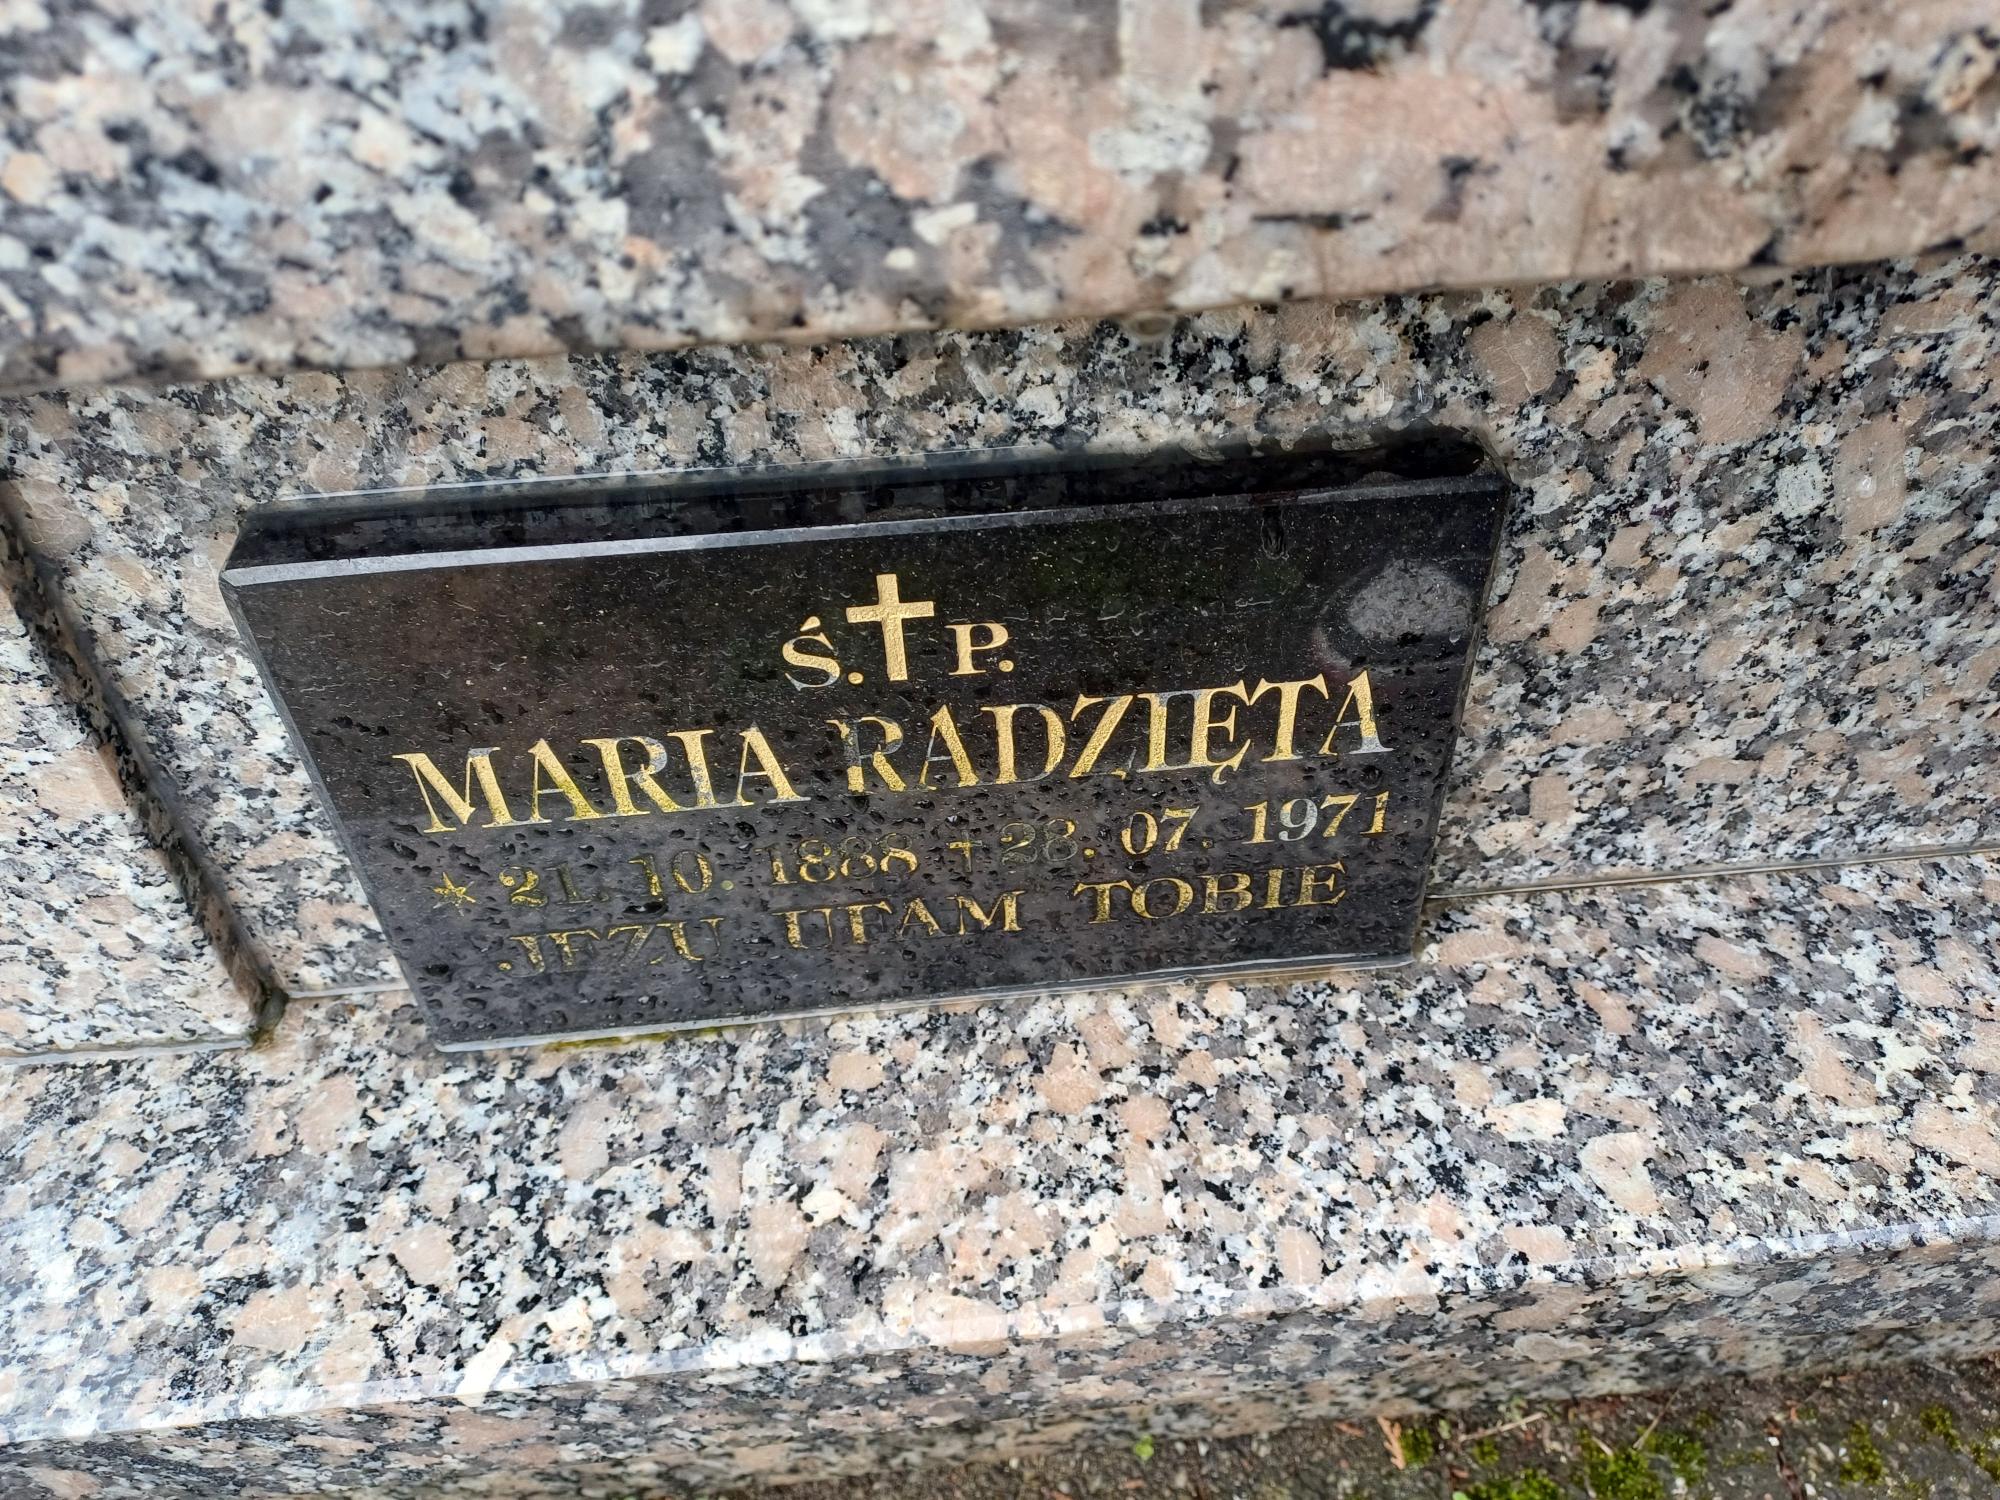 Ś. P.
MARIA RADZIĘTA
* 21. 10. 1888 + 28. 07. 1971
JEZU UFAM TOBIE